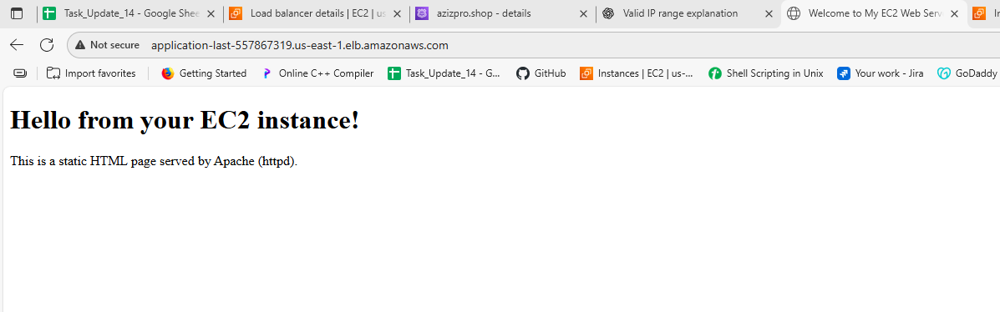 Task_Update_14 - Google Shee
Load balancer details | EC2 | us-
azizpro.shop - details
Valid IP range explanation
Welcome to My EC2 Web Serv
In
Not secure
application-last-557867319.us-east-1.elb.amazonaws.com
Import favorites
Getting Started
Online C++ Compiler
Task_Update_14 - G...
GitHub
Instances | EC2 | us-...
Shell Scripting in Unix
Your work - Jira
GoDaddy
Hello from your EC2 instance!
This is a static HTML page served by Apache (httpd).